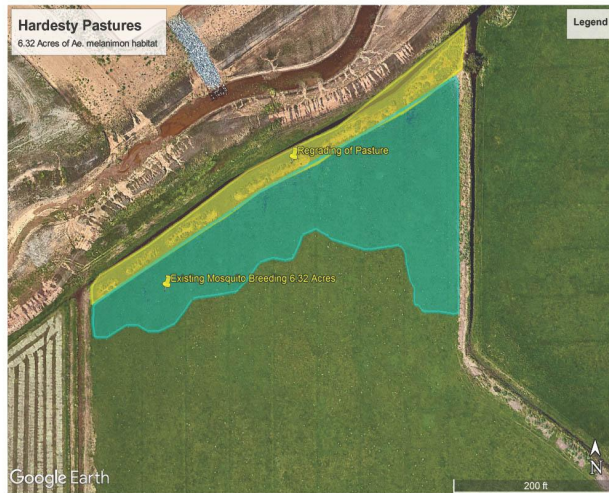 Hardesty Pastures
6.32 Acres of Ae. melanimon habitat
Legend
Regrading of Pasture
Existing Mosquito Breeding 6.32 Acres
Google Earth
N
200 ft